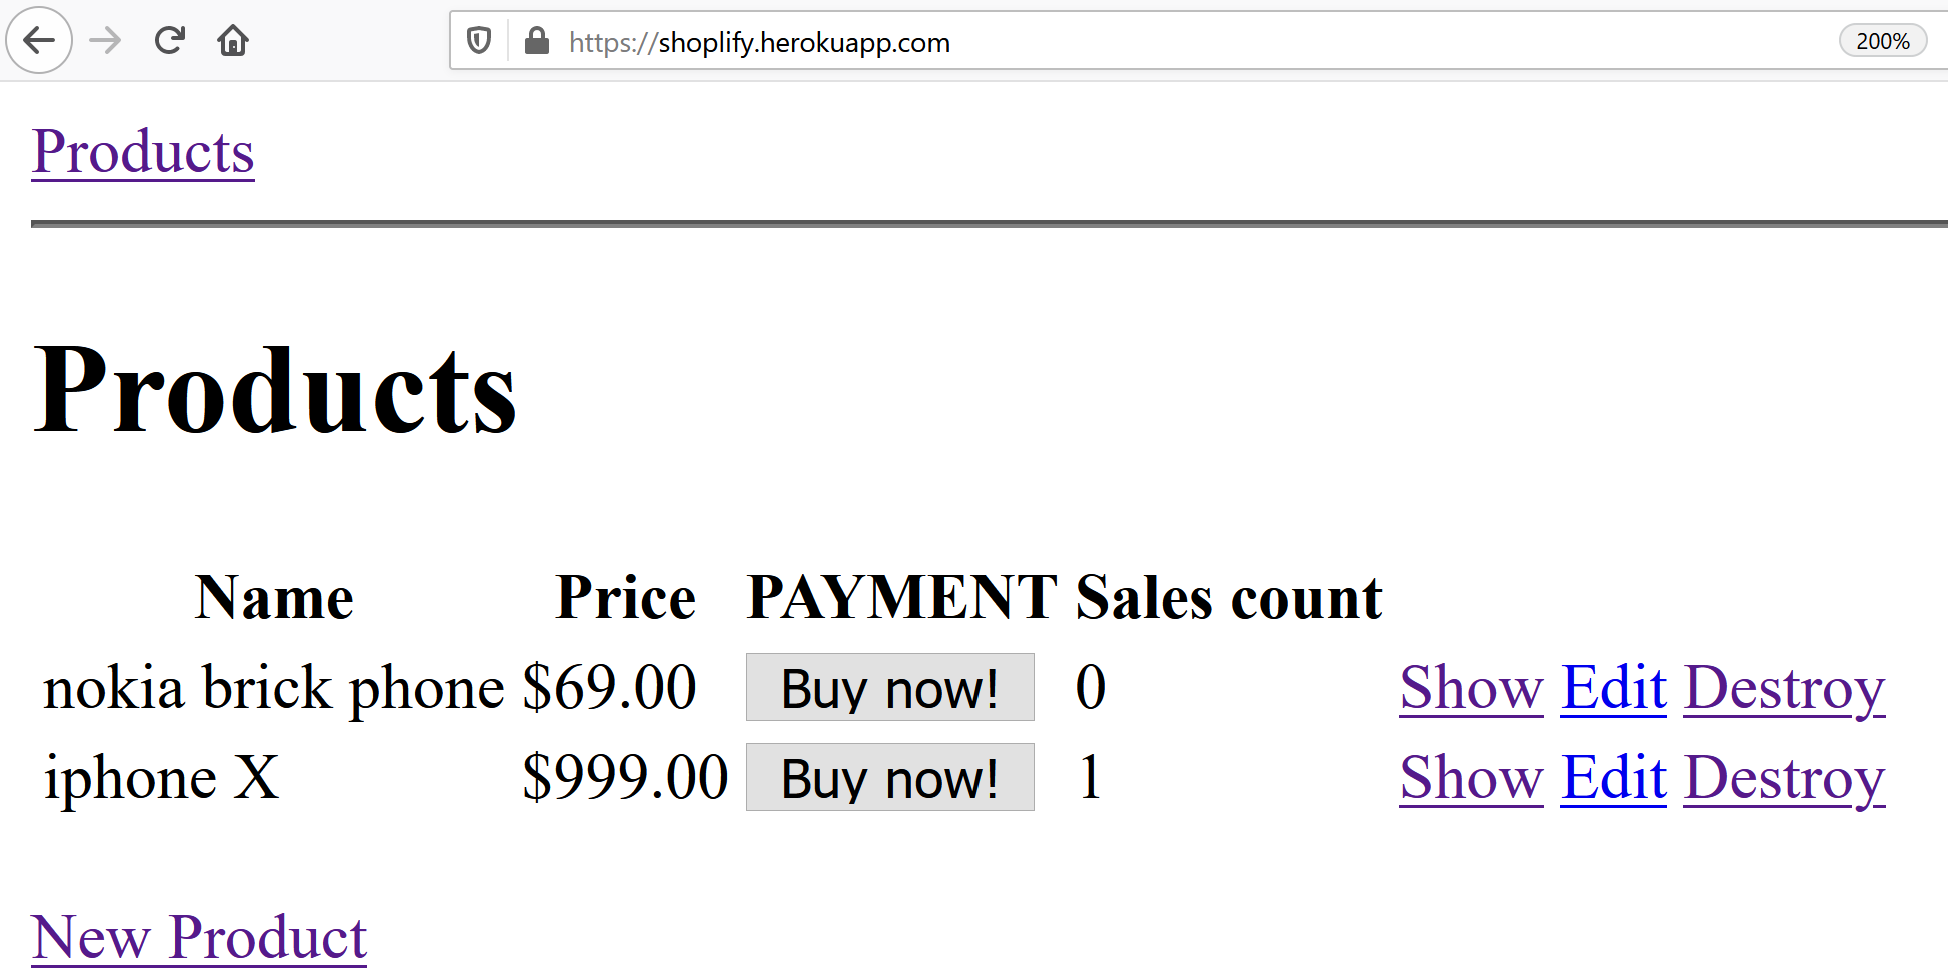 https://shoplify.herokuapp.com 200%
Products
Products
Name Price PAYMENT Sales count
nokia brick phone $69.00 Buy now! 0 Show Edit Destroy
iphone X $999.00 Buy now! 1 Show Edit Destroy
New Product